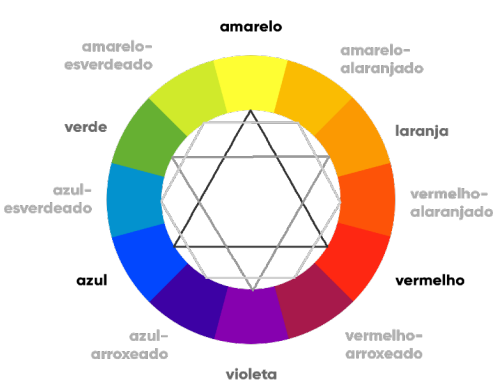 amarelo
amarelo-
esverdeado
amarelo-
alaranjado
verde
laranja
azul-
esverdeado
vermelho-
alaranjado
azul
vermelho
azul-
arroxeado
vermelho-
arroxeado
violeta